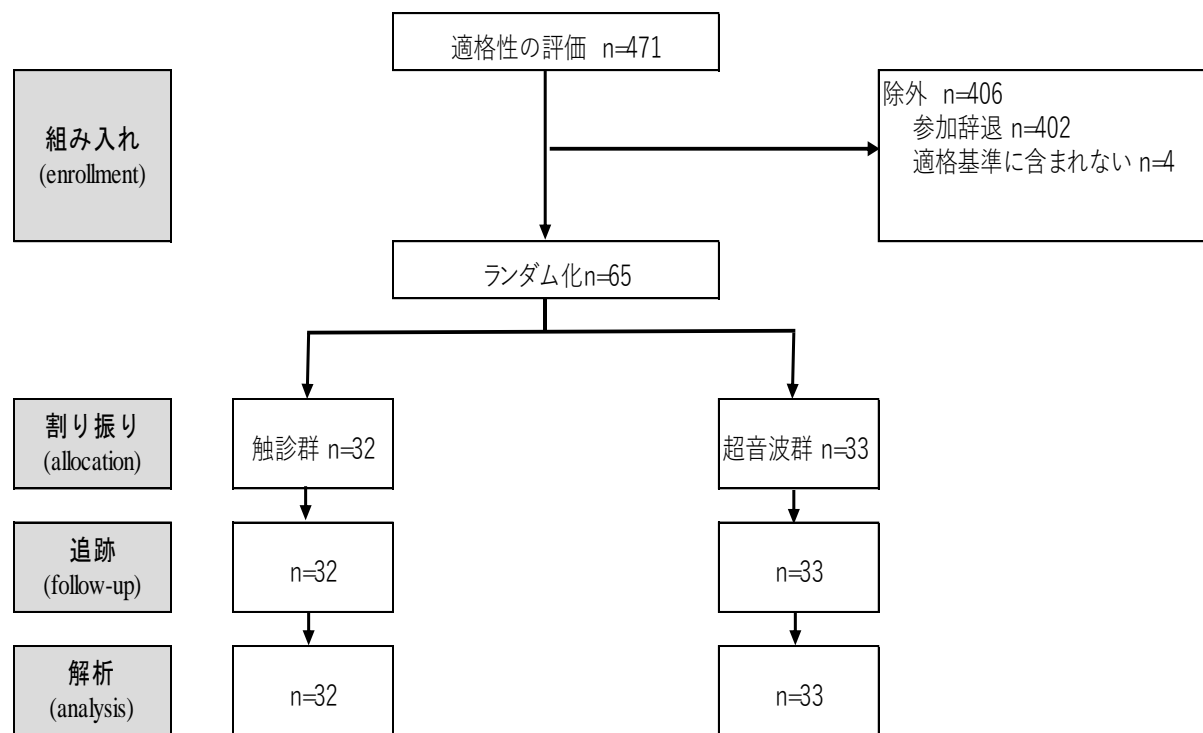 適格性の評価 n=471
組み入れ
(enrollment)
除外 n=406
参加辞退 n=402
適格基準に含まれない n=4
ランダム化n=65
割り振り
(allocation)
触診群 n=32
超音波群 n=33
追跡
(follow-up)
n=32
n=33
解析
(analysis)
n=32
n=33